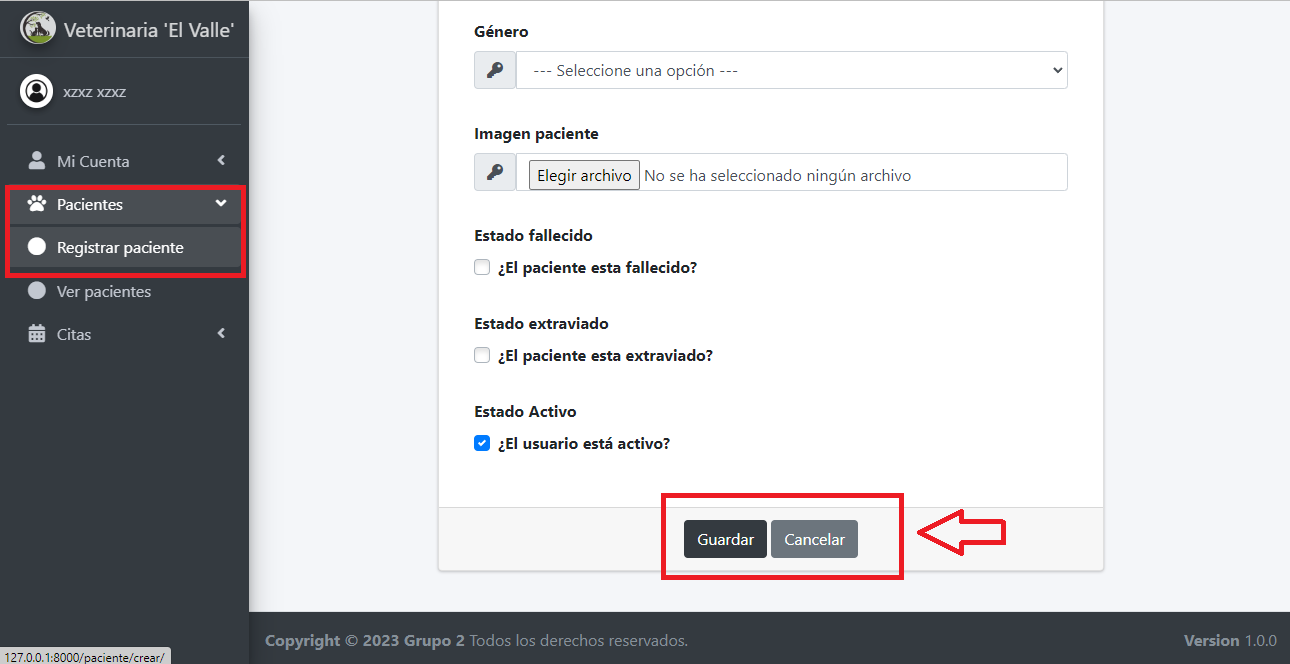 Veterinaria 'El Valle'
xzxz xzxz
Mi Cuenta
Pacientes
Registrar paciente
Ver pacientes
Citas
Género
--- Seleccione una opción ---
Imagen paciente
Elegir archivo No se ha seleccionado ningún archivo
Estado fallecido
¿El paciente esta fallecido?
Estado extraviado
¿El paciente esta extraviado?
Estado Activo
¿El usuario está activo?
Guardar Cancelar
Copyright © 2023 Grupo 2 Todos los derechos reservados. Version 1.0.0
127.0.0.1:8000/paciente/crear/